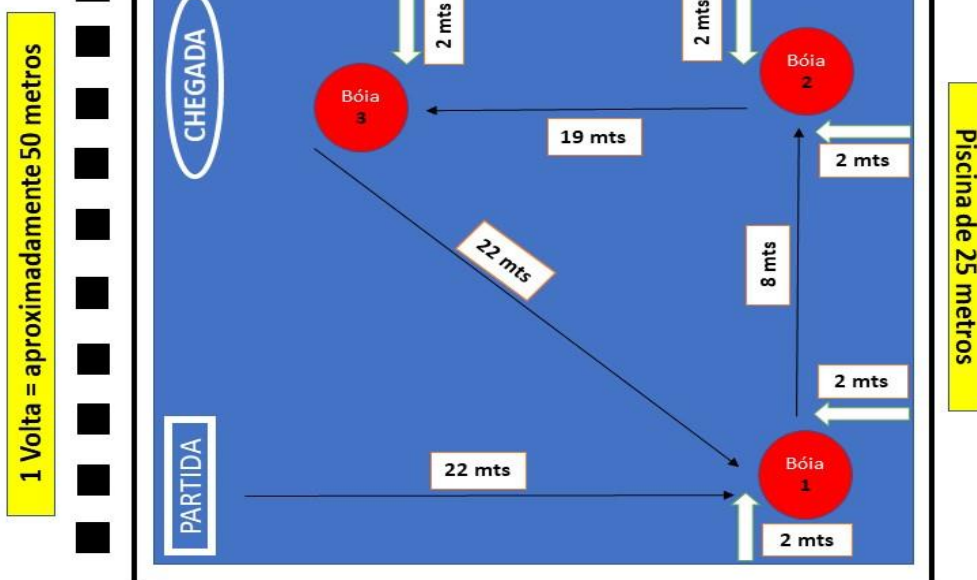 1 Volta = aproximadamente 50 metros
CHEGADA
2 mts
2 mts
Bóia
3
Bóia
2
19 mts
2 mts
22 mts
8 mts
2 mts
PARTIDA
22 mts
Bóia
1
2 mts
Piscina de 25 metros